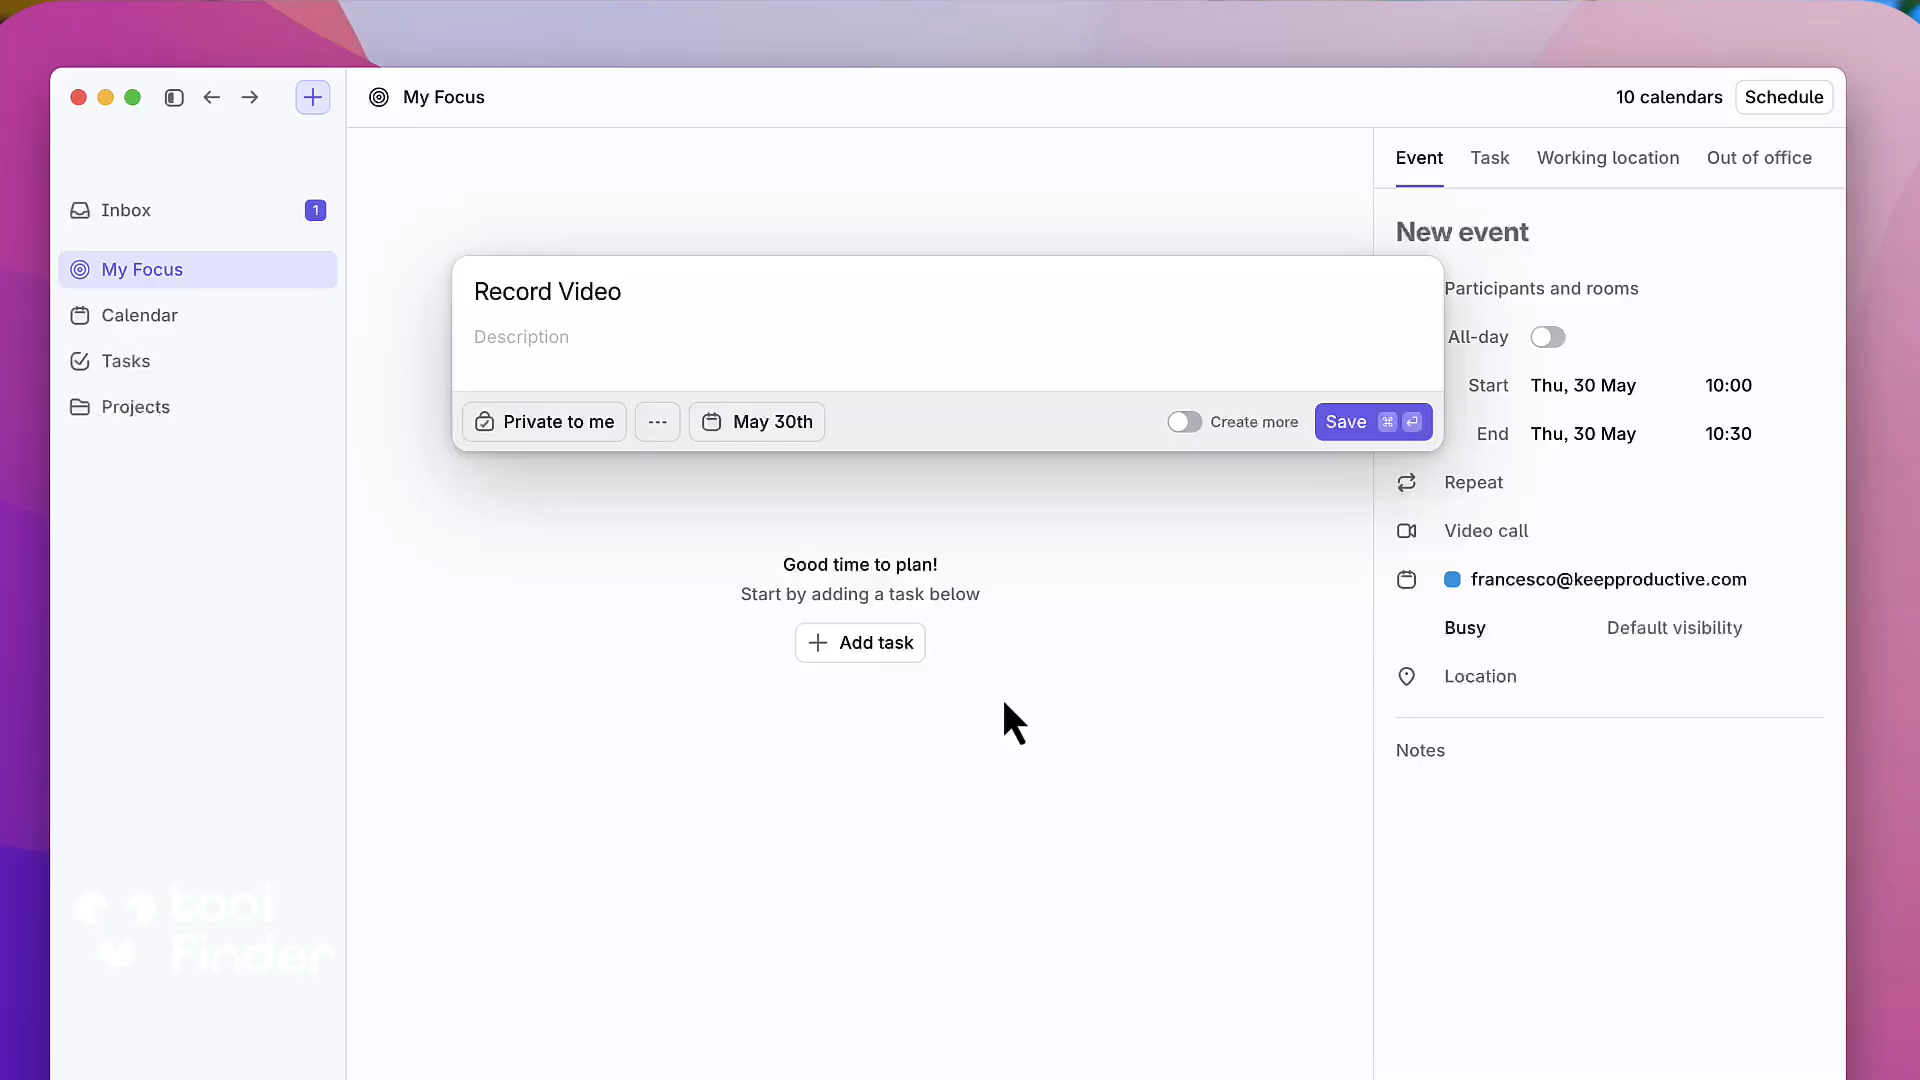 My Focus
10 calendars
Schedule
Inbox
1
My Focus
Calendar
Tasks
Projects
Record Video
Description
Private to me
May 30th
Create more
Save ⌘
Good time to plan!
Start by adding a task below
Add task
Event Task Working location Out of office
New event
Participants and rooms
All-day
Start Thu, 30 May 10:00
End Thu, 30 May 10:30
Repeat
Video call
francesco@keepproductive.com
Busy Default visibility
Location
Notes
tool
Finder